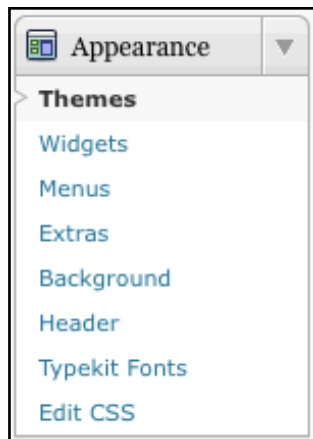 Appearance
Themes
Widgets
Menus
Extras
Background
Header
Typekit Fonts
Edit CSS